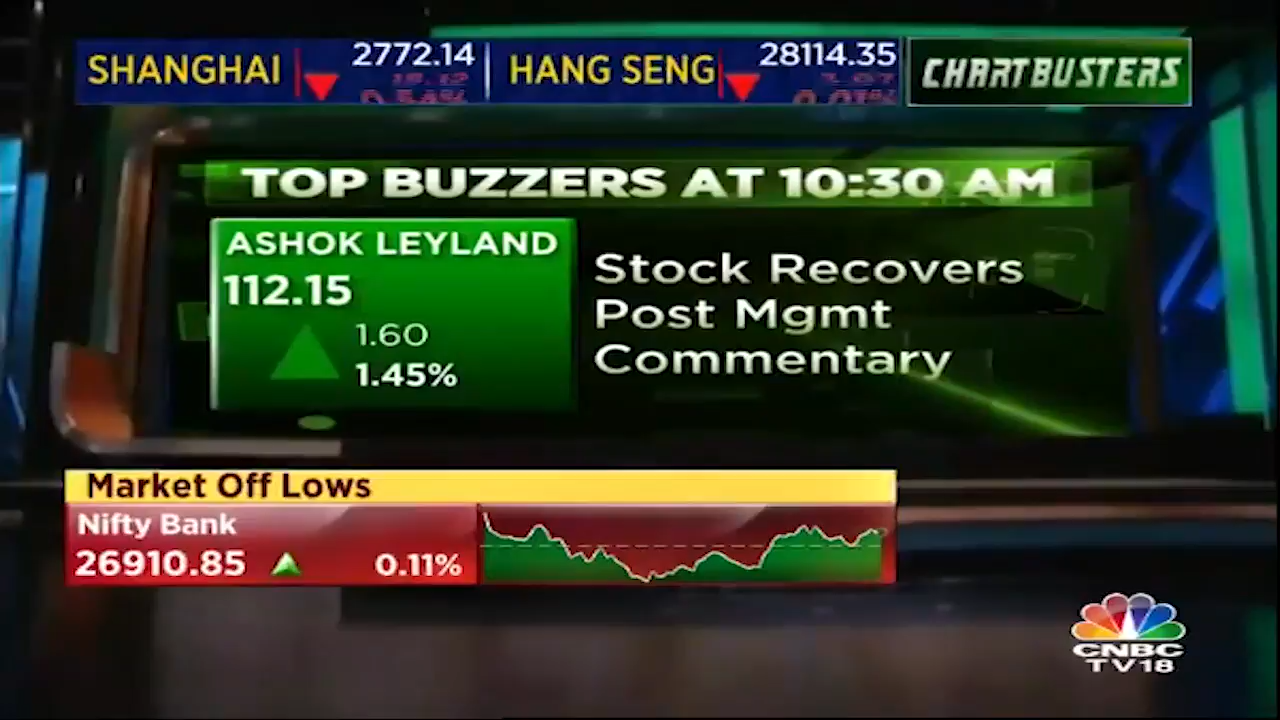 SHANGHAI 2772.14 HANG SENG 28114.35 CHARTBUSTERS
TOP BUZZERS AT 10:30 AM
ASHOK LEYLAND
112.15
1.60
1.45%
Stock Recovers
Post Mgmt
Commentary
Market Off Lows
Nifty Bank
26910.85 0.11%
CNBC
TV18